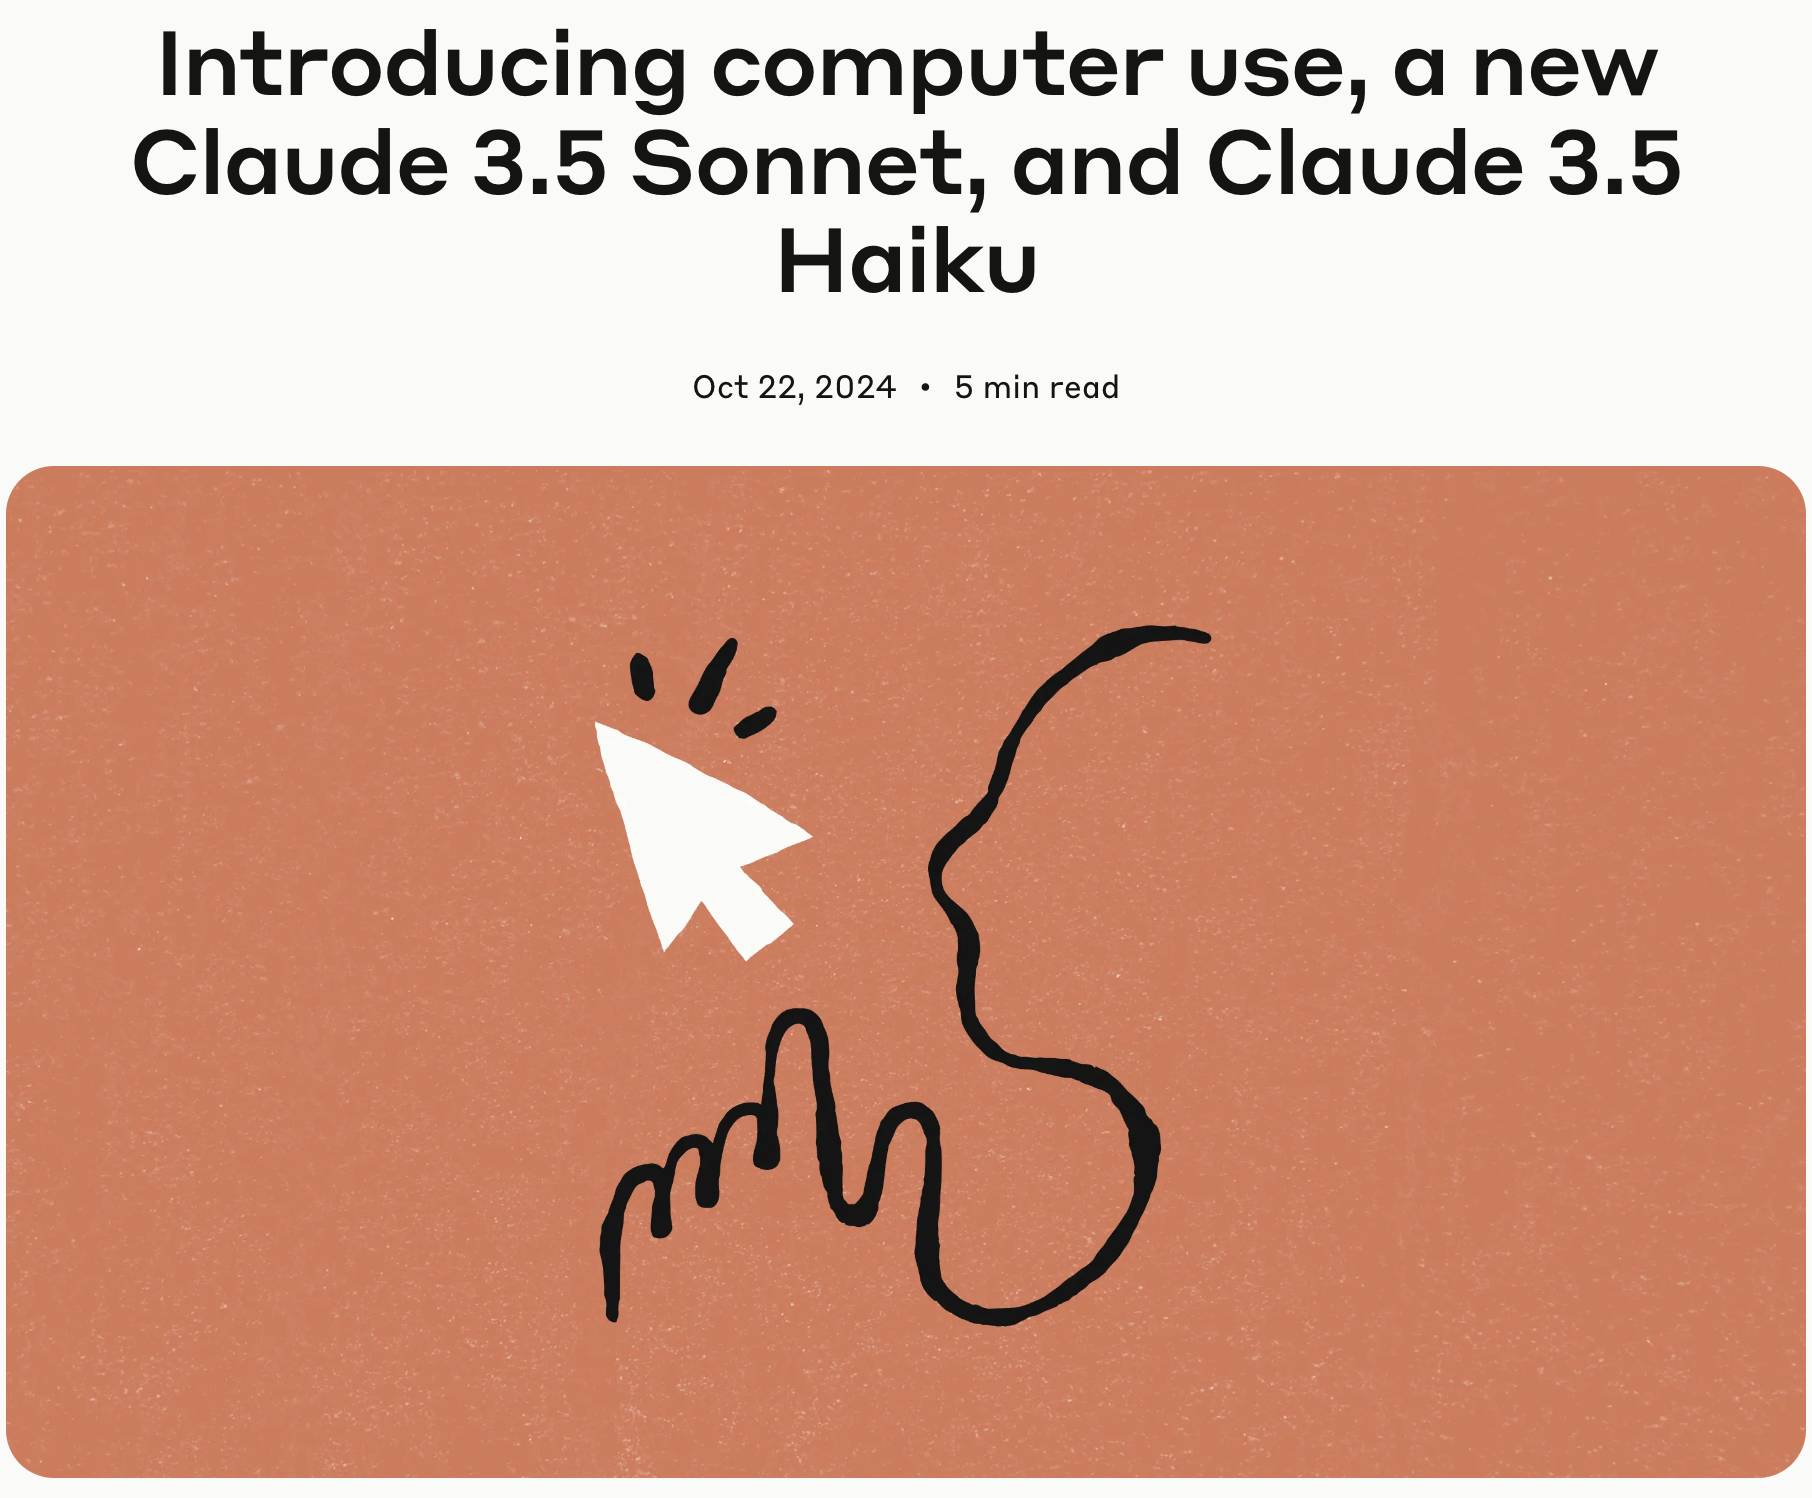 Introducing computer use, a new
Claude 3.5 Sonnet, and Claude 3.5
Haiku
Oct 22, 2024 • 5 min read